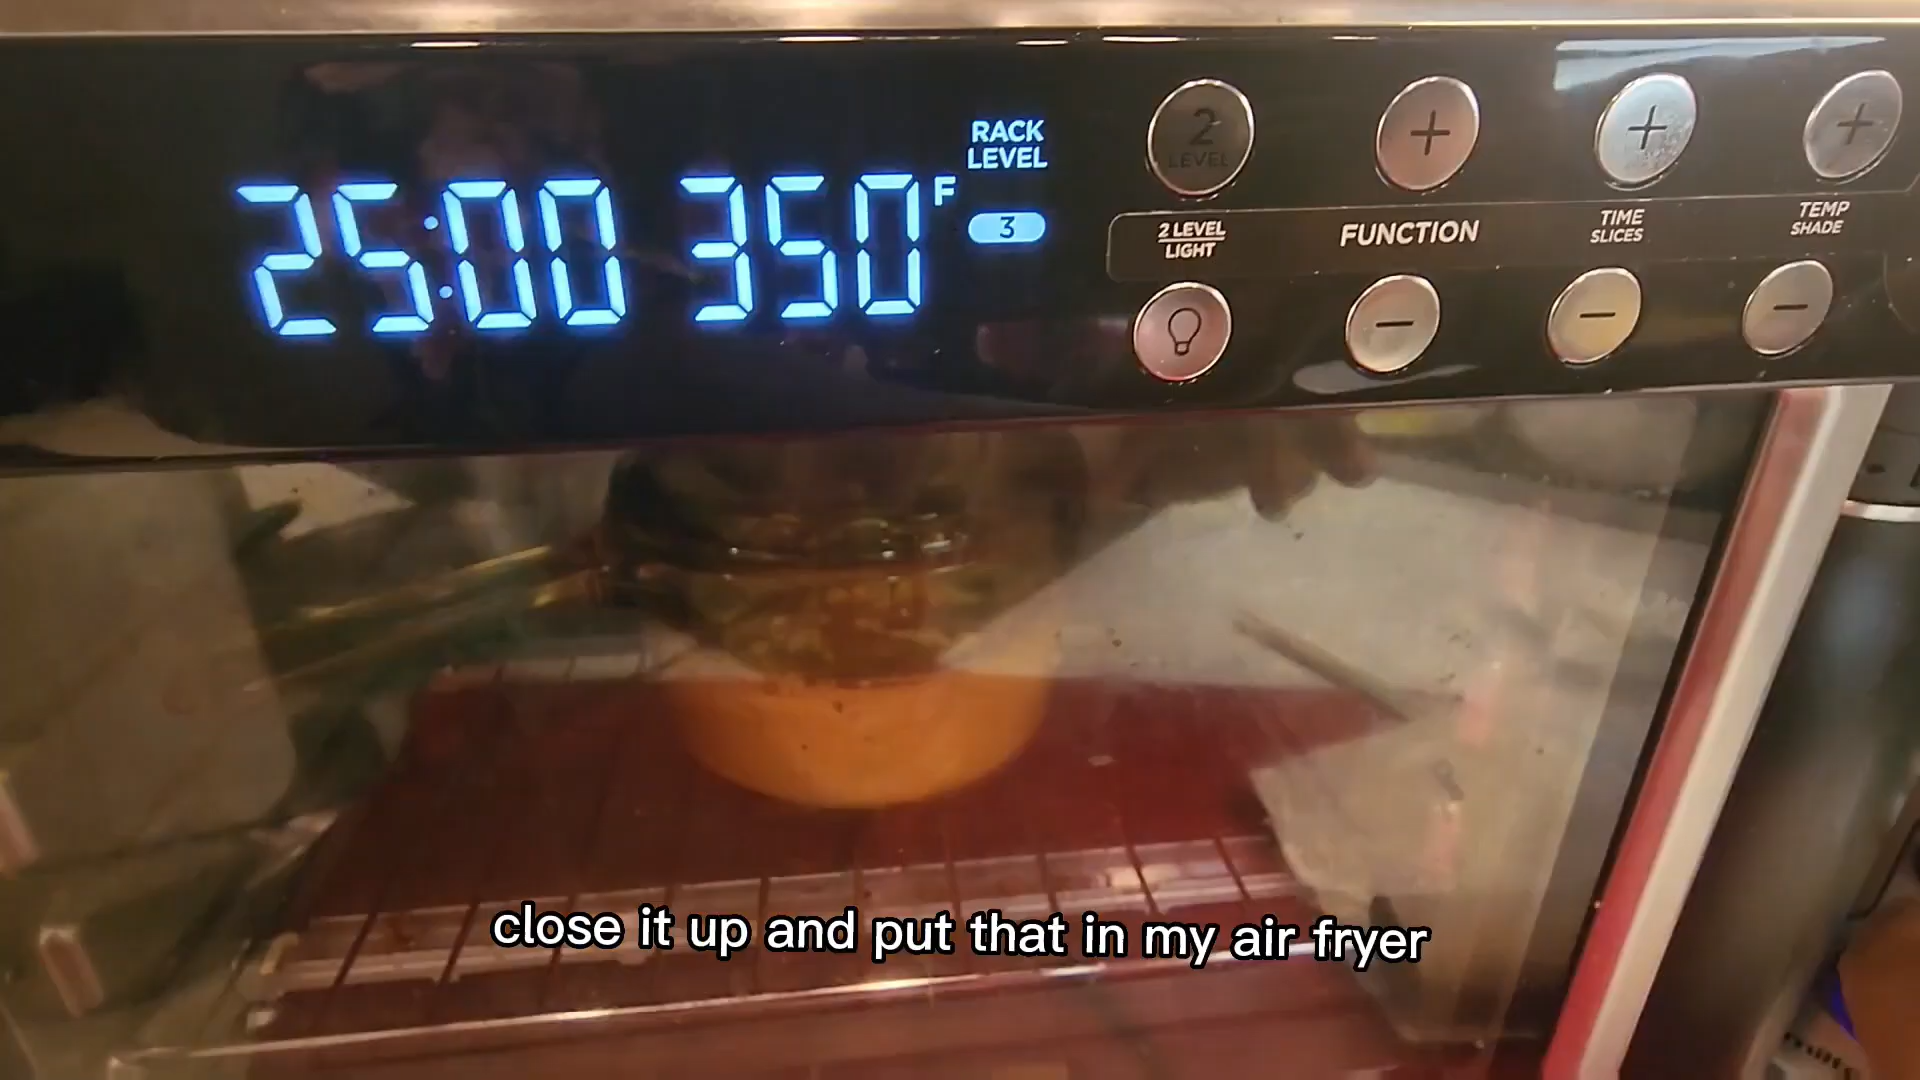 25:00 350 F
RACK
LEVEL
3
2
LEVEL
2 LEVEL
LIGHT
FUNCTION
TIME
SLICES
TEMP
SHADE
close it up and put that in my air fryer